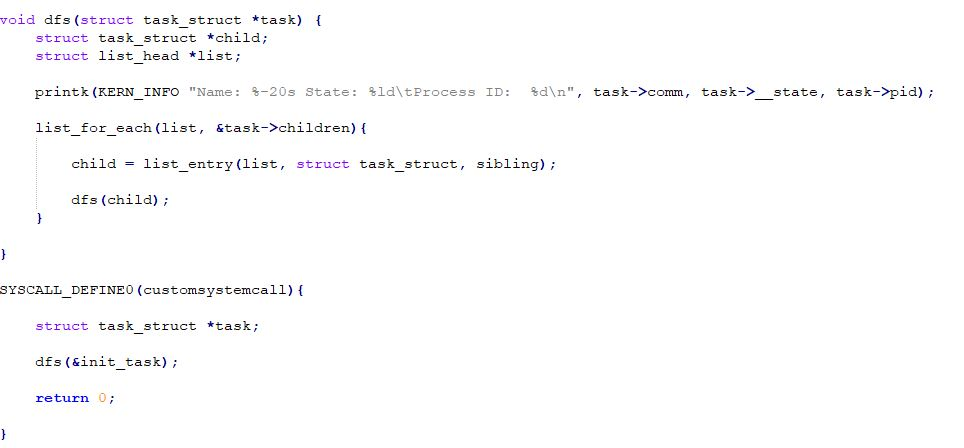 void dfs(struct task_struct *task) {
    struct task_struct *child;
    struct list_head *list;
    printk(KERN_INFO "Name: %-20s State: %ld\tProcess ID:  %d\n", task->comm, task->__state, task->pid);
    list_for_each(list, &task->children){
        child = list_entry(list, struct task_struct, sibling);
        dfs(child);
    }
}
SYSCALL_DEFINE0(customsystemcall){
    struct task_struct *task;
    dfs(&init_task);
    return 0;
}